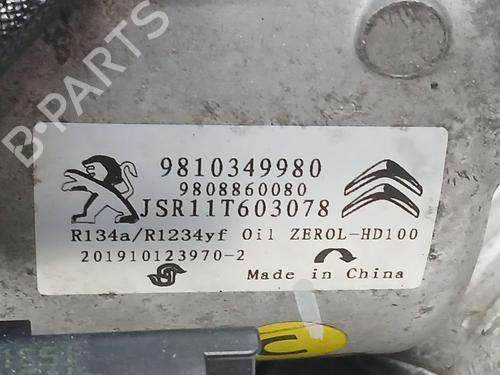 9810349980
9808860080
JSR11T603078
R134a/R1234yf Oil ZEROL-HD100
201910123970-2
Made in China
B-PARTS